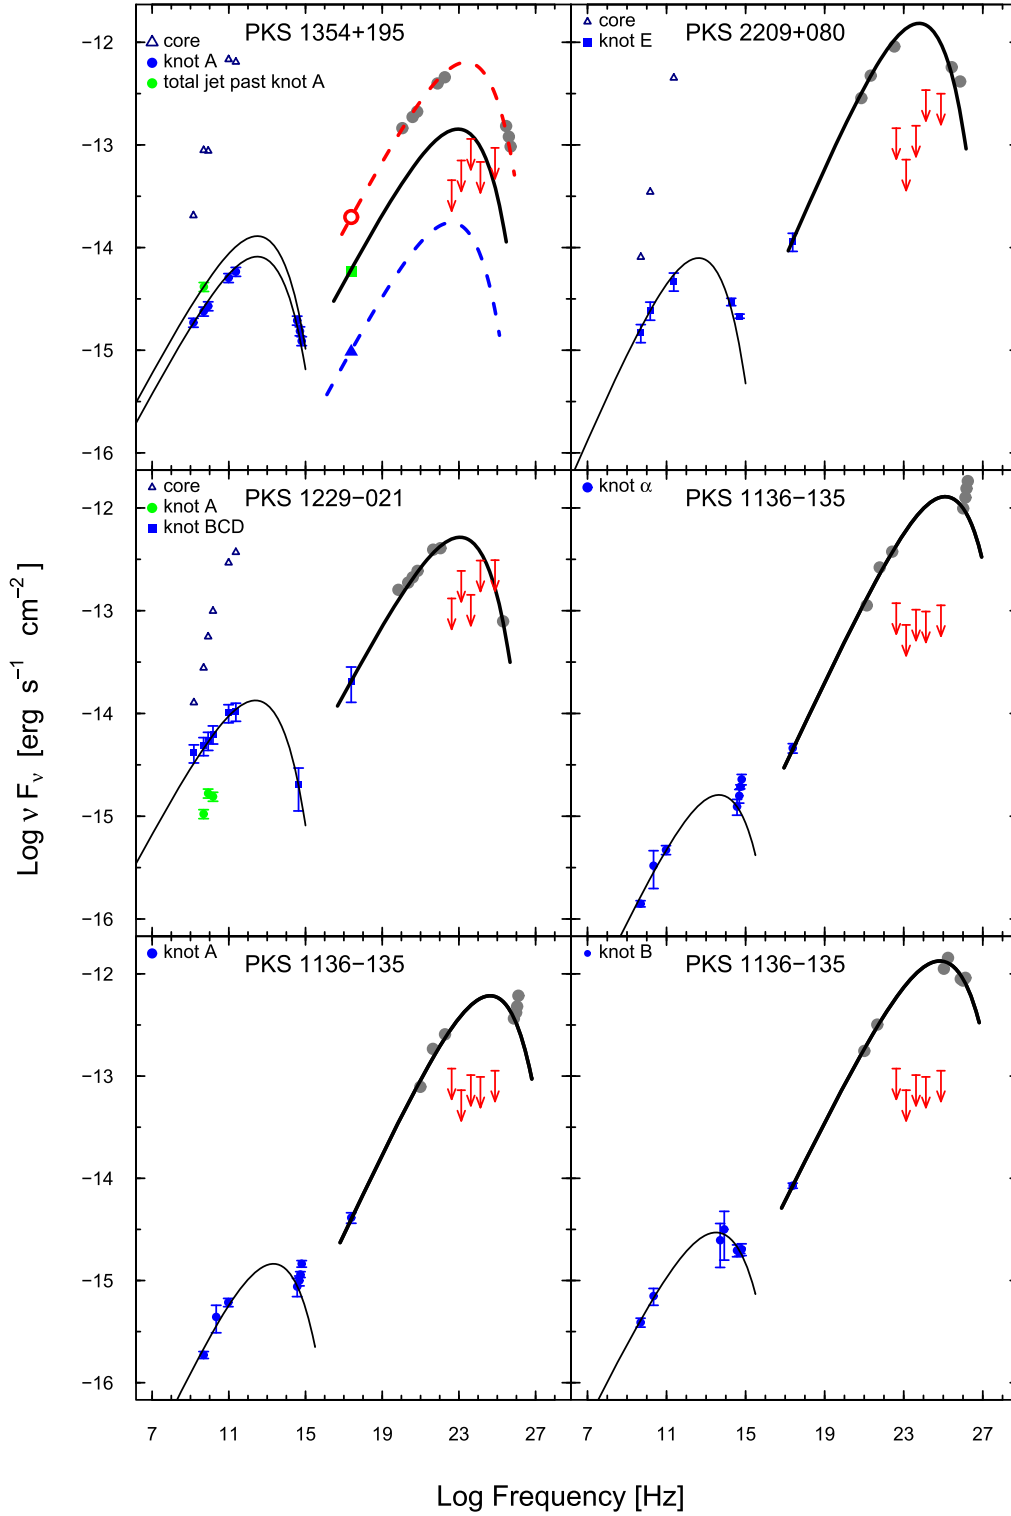 PKS 1354+195
core
knot A
total jet past knot A
−12
−13
−14
−15
−16
PKS 2209+080
core
knot E
PKS 1229−021
core
knot A
knot BCD
−12
−13
−14
−15
−16
PKS 1136−135
knot α
PKS 1136−135
knot A
−12
−13
−14
−15
−16
PKS 1136−135
knot B
7 11 15 19 23 27
7 11 15 19 23 27
Log Frequency [Hz]
Log ν Fν [erg s−1 cm−2 ]